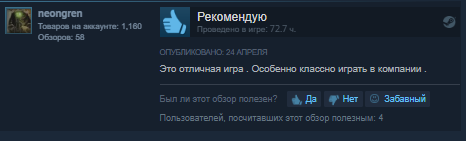 neongren
Товаров на аккаунте: 1,160
Обзоров: 58
Рекомендую
Проведено в игре: 72.7 ч.
ОПУБЛИКОВАНО: 24 АПРЕЛЯ
Это отличная игра . Особенно классно играть в компании .
Был ли этот обзор полезен? Да Нет Забавный
Пользователей, посчитавших этот обзор полезным: 4